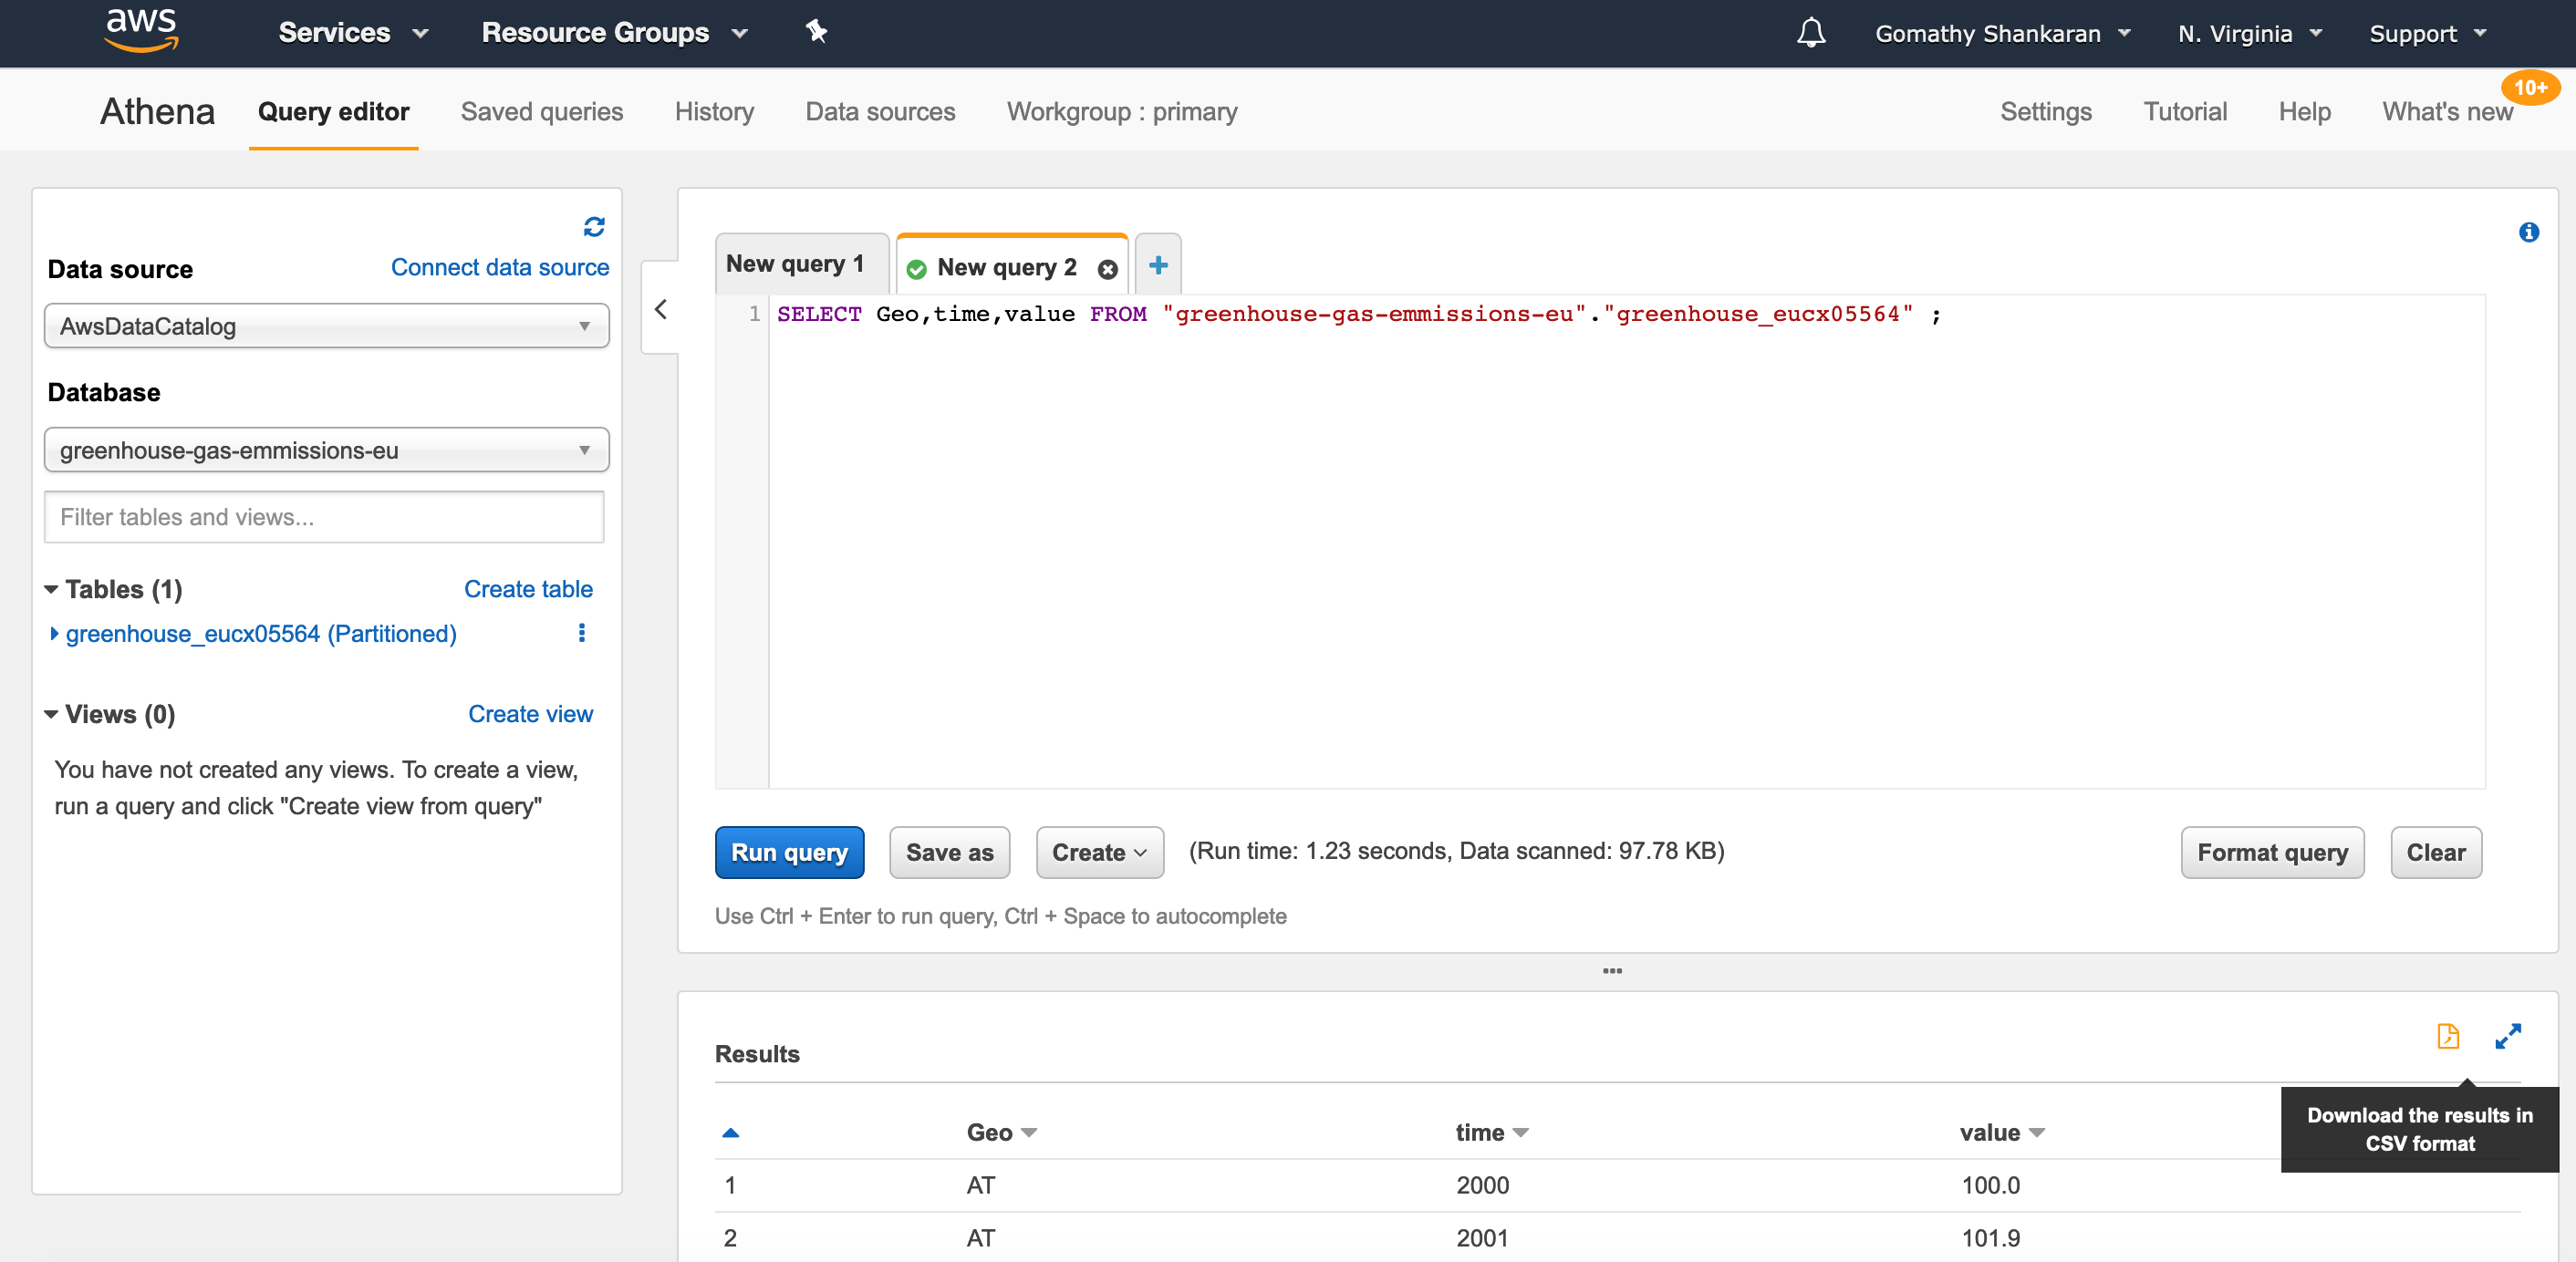 aws Services Resource Groups Gomathy Shankaran N. Virginia Support
Athena Query editor Saved queries History Data sources Workgroup : primary Settings Tutorial Help What's new 10+
Data source Connect data source
AwsDataCatalog
Database
greenhouse-gas-emmissions-eu
Filter tables and views...
Tables (1) Create table
greenhouse_eucx05564 (Partitioned)
Views (0) Create view
You have not created any views. To create a view,
run a query and click "Create view from query"
New query 1 New query 2
1 SELECT Geo,time,value FROM "greenhouse-gas-emmissions-eu"."greenhouse_eucx05564" ;
Run query Save as Create (Run time: 1.23 seconds, Data scanned: 97.78 KB) Format query Clear
Use Ctrl + Enter to run query, Ctrl + Space to autocomplete
Results
Download the results in
CSV format
Geo time value
1 AT 2000 100.0
2 AT 2001 101.9